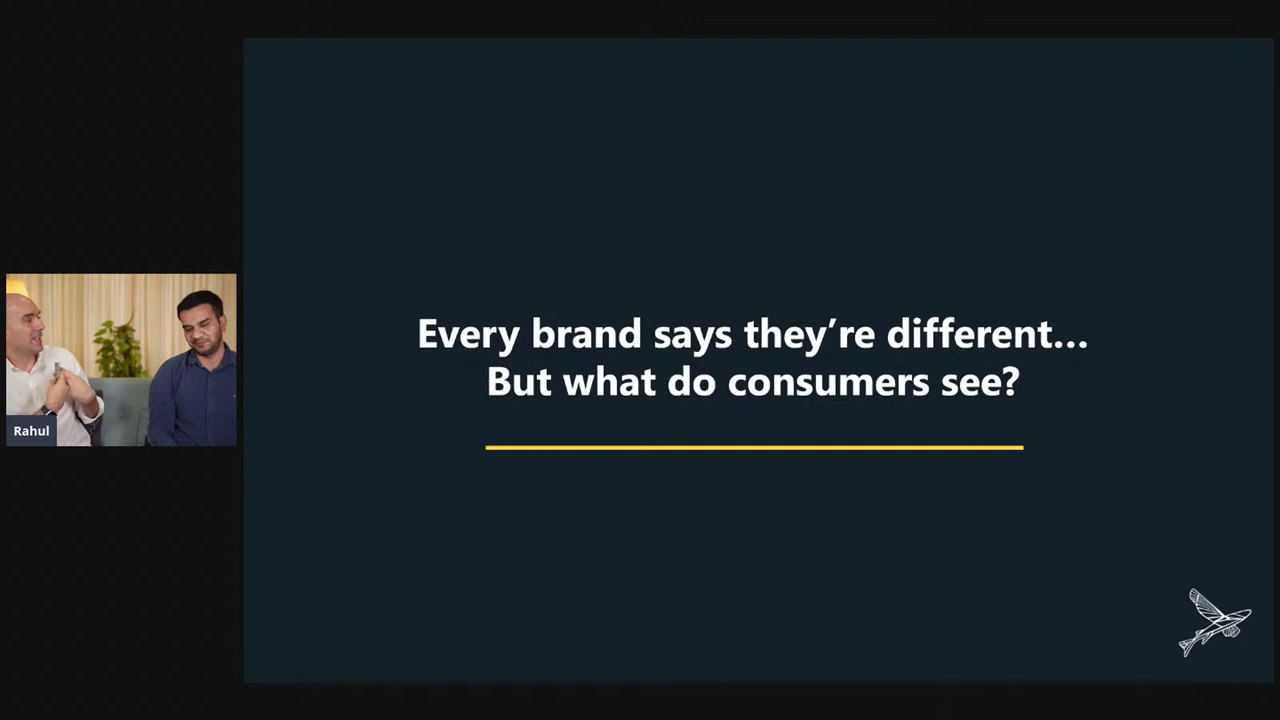 Every brand says they’re different...
But what do consumers see?
Rahul